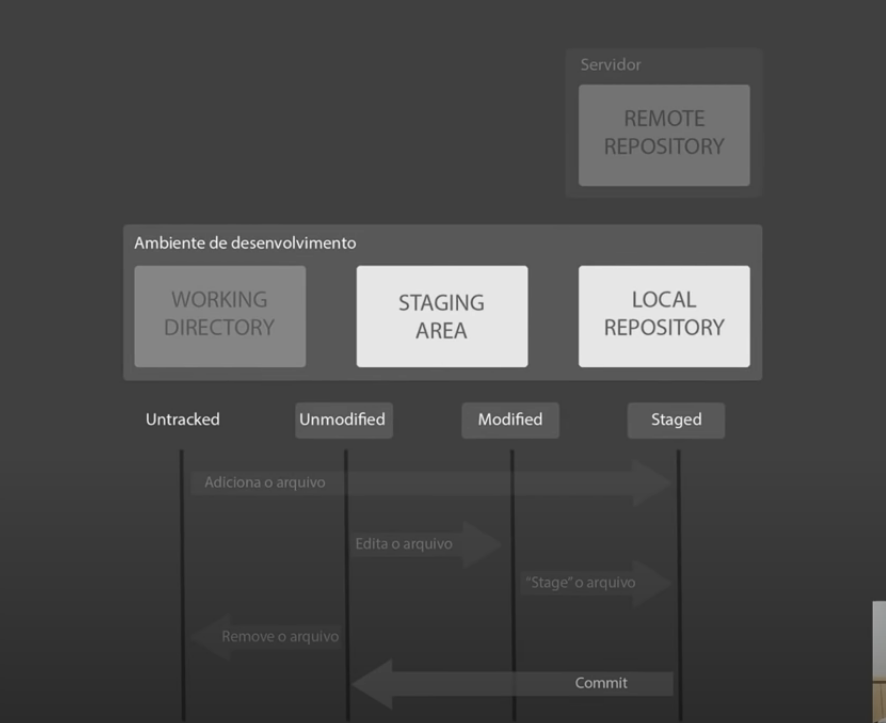 Servidor
REMOTE
REPOSITORY
Ambiente de desenvolvimento
WORKING
DIRECTORY
STAGING
AREA
LOCAL
REPOSITORY
Untracked
Unmodified
Modified
Staged
Adiciona o arquivo
Edita o arquivo
"Stage" o arquivo
Remove o arquivo
Commit